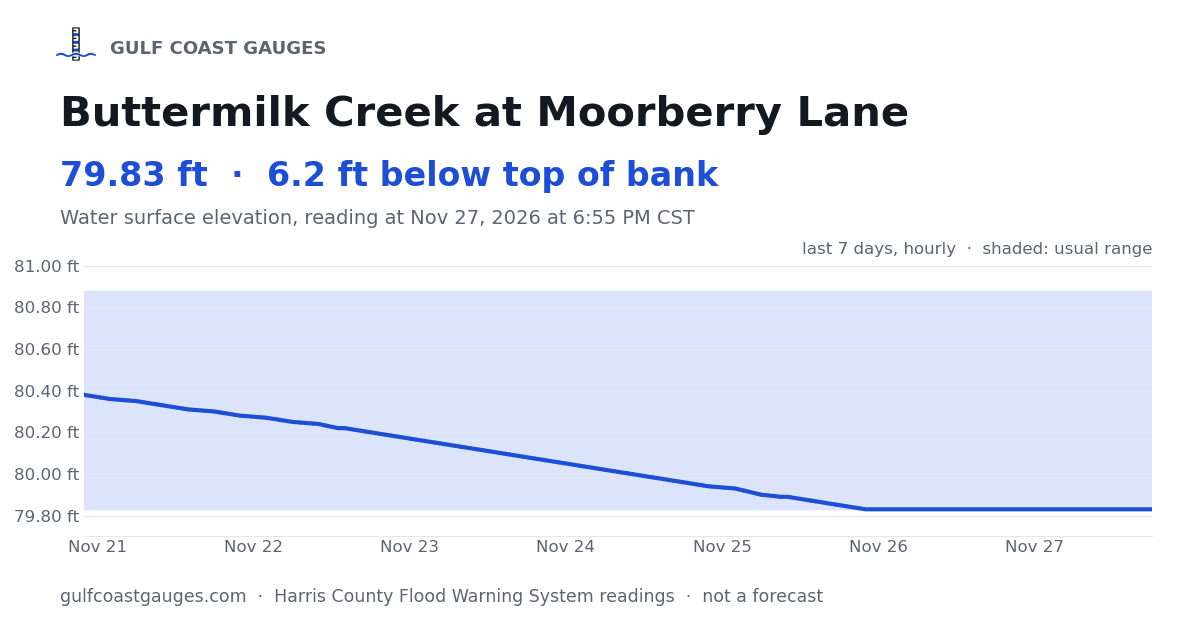 GULF COAST GAUGES
Buttermilk Creek at Moorberry Lane
79.83 ft · 6.2 ft below top of bank
Water surface elevation, reading at Nov 27, 2026 at 6:55 PM CST
last 7 days, hourly · shaded: usual range
81.00 ft
80.80 ft
80.60 ft
80.40 ft
80.20 ft
80.00 ft
79.80 ft
Nov 21 Nov 22 Nov 23 Nov 24 Nov 25 Nov 26 Nov 27
gulfcoastgauges.com · Harris County Flood Warning System readings · not a forecast